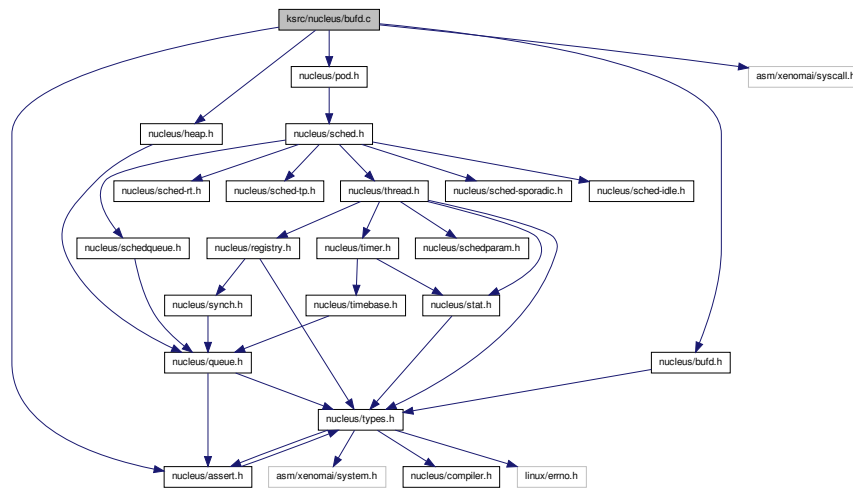 ksrc/nucleus/bufd.c
nucleus/pod.h
asm/xenomai/syscall.h
nucleus/heap.h
nucleus/sched.h
nucleus/sched-rt.h
nucleus/sched-tp.h
nucleus/thread.h
nucleus/sched-sporadic.h
nucleus/sched-idle.h
nucleus/schedqueue.h
nucleus/registry.h
nucleus/timer.h
nucleus/schedparam.h
nucleus/synch.h
nucleus/timebase.h
nucleus/stat.h
nucleus/queue.h
nucleus/bufd.h
nucleus/types.h
nucleus/assert.h
asm/xenomai/system.h
nucleus/compiler.h
linux/errno.h